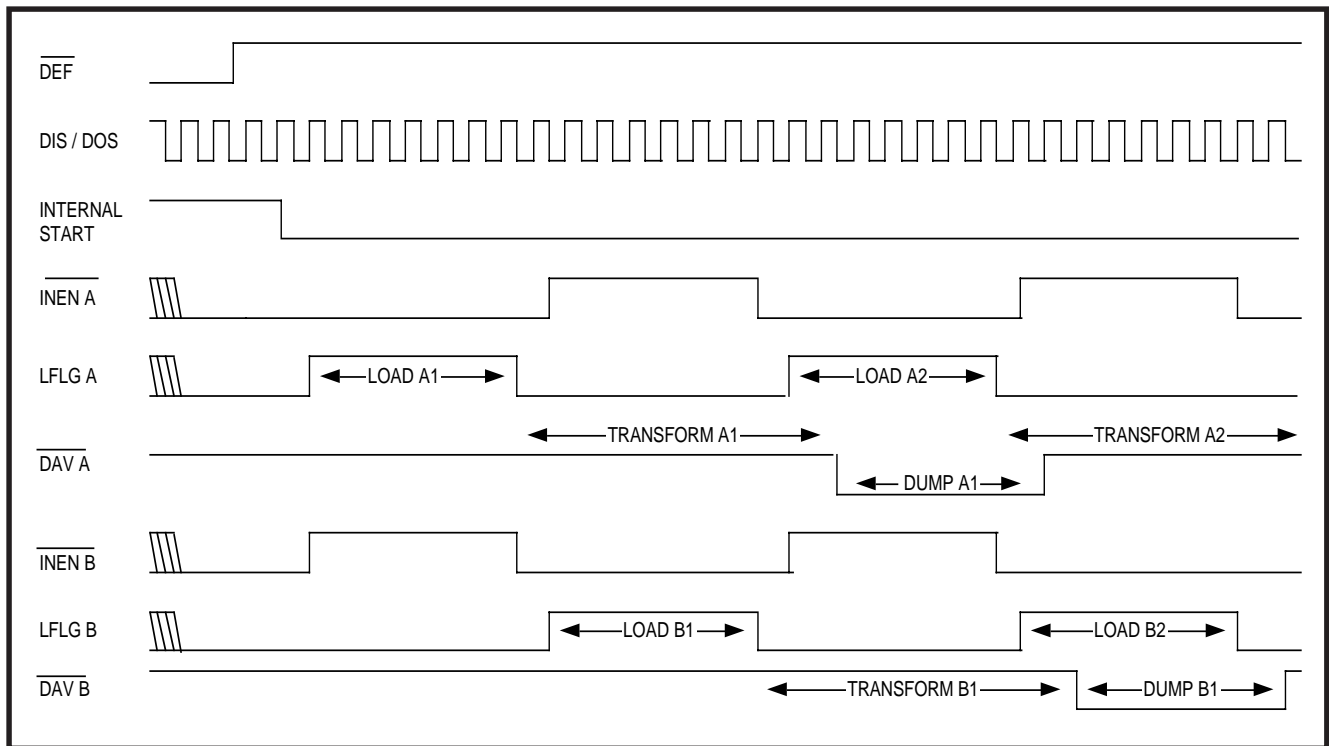 DEF
DIS / DOS
INTERNAL
START
INEN A
LFLG A
LOAD A1
LOAD A2
TRANSFORM A1
TRANSFORM A2
DAV A
DUMP A1
INEN B
LFLG B
LOAD B1
LOAD B2
DAV B
TRANSFORM B1
DUMP B1